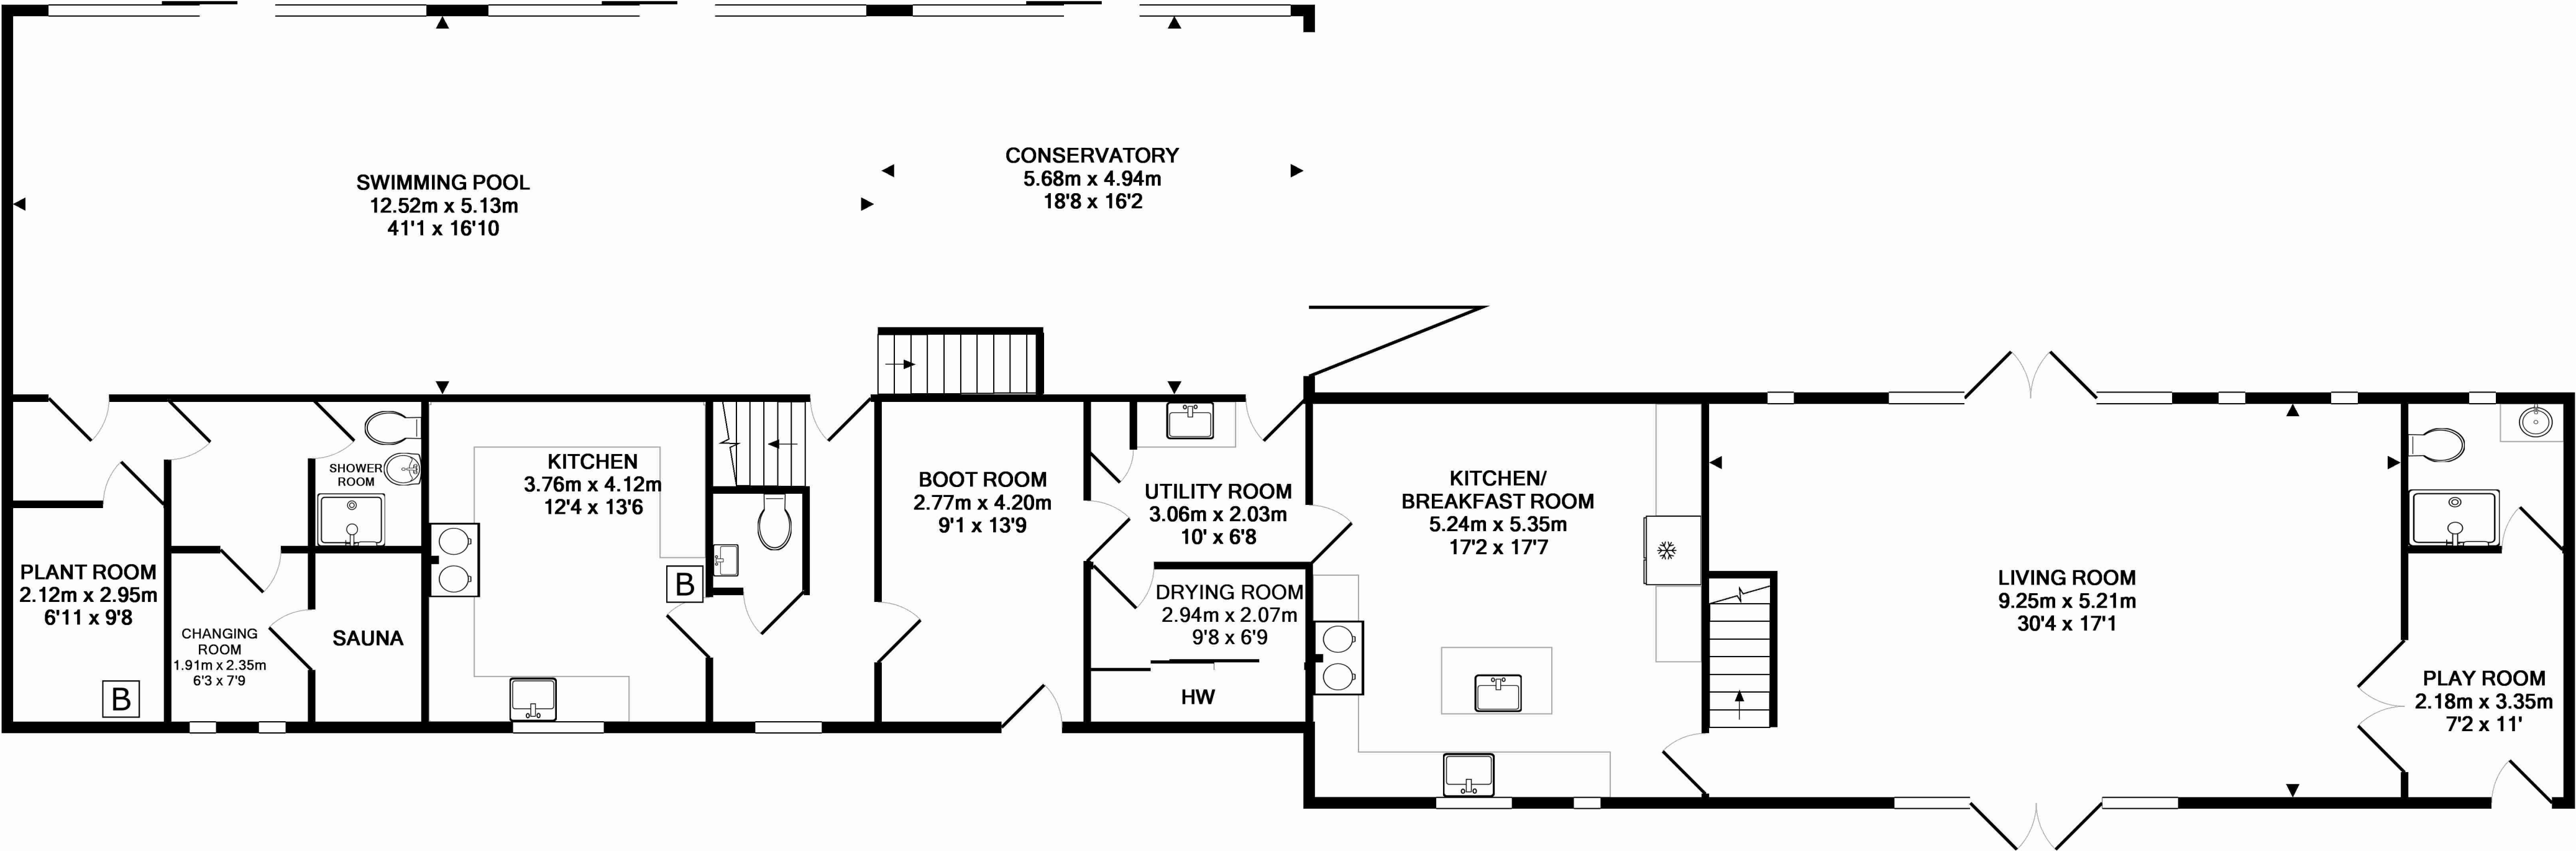 SWIMMING POOL
12.52m x 5.13m
41'1 x 16'10
CONSERVATORY
5.68m x 4.94m
18'8 x 16'2
SHOWER
ROOM
KITCHEN
3.76m x 4.12m
12'4 x 13'6
BOOT ROOM
2.77m x 4.20m
9'1 x 13'9
UTILITY ROOM
3.06m x 2.03m
10' x 6'8
KITCHEN/
BREAKFAST ROOM
5.24m x 5.35m
17'2 x 17'7
PLANT ROOM
2.12m x 2.95m
6'11 x 9'8
B
CHANGING
ROOM
1.91m x 2.35m
6'3 x 7'9
SAUNA
B
DRYING ROOM
2.94m x 2.07m
9'8 x 6'9
HW
LIVING ROOM
9.25m x 5.21m
30'4 x 17'1
PLAY ROOM
2.18m x 3.35m
7'2 x 11'